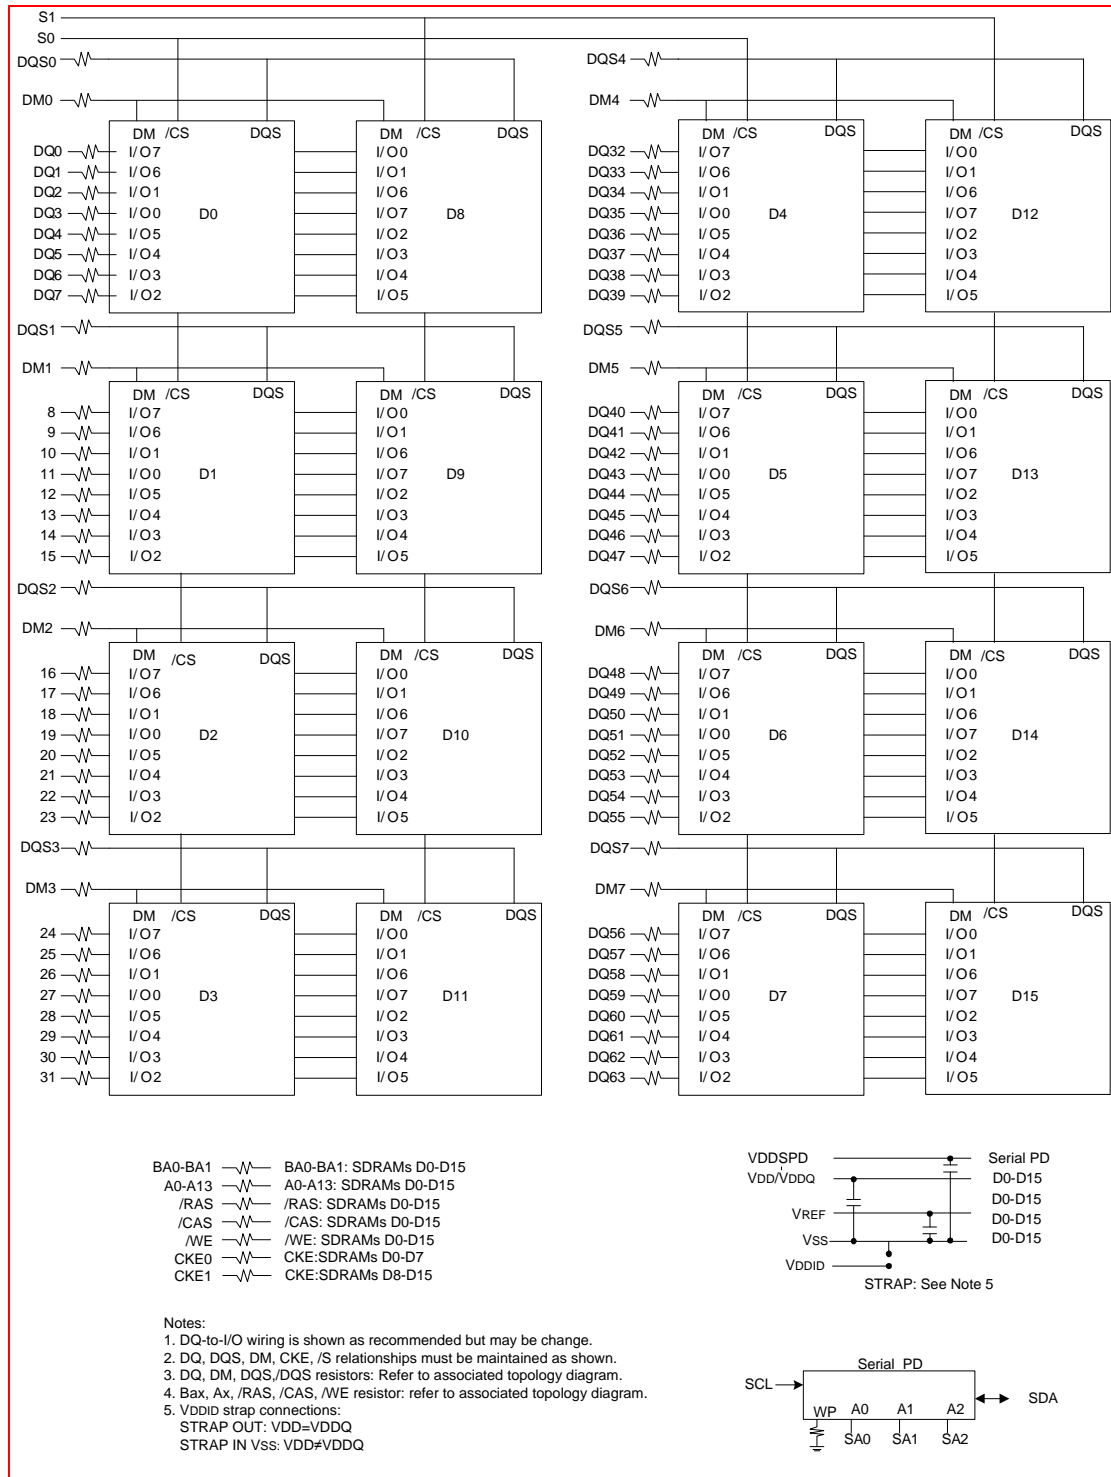 S1
S0
DQS0
DM0
DM /CS DQS
DQ0 I/O7
DQ1 I/O6
DQ2 I/O1
DQ3 I/O0
DQ4 I/O5
DQ5 I/O4
DQ6 I/O3
DQ7 I/O2
D0
/CS DQS
I/O0
I/O1
I/O6
I/O7
I/O2
I/O3
I/O4
I/O5
D8
DQS1
DM1
DM /CS DQS
8 I/O7
9 I/O6
10 I/O1
11 I/O0
12 I/O5
13 I/O4
14 I/O3
15 I/O2
D1
DM /CS DQS
I/O0
I/O1
I/O6
I/O7
I/O2
I/O3
I/O4
I/O5
D9
DQS2
DM2
DM /CS DQS
16 I/O7
17 I/O6
18 I/O1
19 I/O0
20 I/O5
21 I/O4
22 I/O3
23 I/O2
D2
DM /CS DQS
I/O0
I/O1
I/O6
I/O7
I/O2
I/O3
I/O4
I/O5
D10
DQS3
DM3
DM /CS DQS
24 I/O7
25 I/O6
26 I/O1
27 I/O0
28 I/O5
29 I/O4
30 I/O3
31 I/O2
D3
DM /CS DQS
I/O0
I/O1
I/O6
I/O7
I/O2
I/O3
I/O4
I/O5
D11
DQS4
DM4
DM /CS DQS
DQ32 I/O7
DQ33 I/O6
DQ34 I/O1
DQ35 I/O0
DQ36 I/O5
DQ37 I/O4
DQ38 I/O3
DQ39 I/O2
D4
DM /CS DQS
I/O0
I/O1
I/O6
I/O7
I/O2
I/O3
I/O4
I/O5
D12
DQS5
DM5
DM /CS DQS
DQ40 I/O7
DQ41 I/O6
DQ42 I/O1
DQ43 I/O0
DQ44 I/O5
DQ45 I/O4
DQ46 I/O3
DQ47 I/O2
D5
DM /CS DQS
I/O0
I/O1
I/O6
I/O7
I/O2
I/O3
I/O4
I/O5
D13
DQS6
DM6
DM /CS DQS
DQ48 I/O7
DQ49 I/O6
DQ50 I/O1
DQ51 I/O0
DQ52 I/O5
DQ53 I/O4
DQ54 I/O3
DQ55 I/O2
D6
DM /CS DQS
I/O0
I/O1
I/O6
I/O7
I/O2
I/O3
I/O4
I/O5
D14
DQS7
DM7
DM /CS DQS
DQ56 I/O7
DQ57 I/O6
DQ58 I/O1
DQ59 I/O0
DQ60 I/O5
DQ61 I/O4
DQ62 I/O3
DQ63 I/O2
D7
DM /CS DQS
I/O0
I/O1
I/O6
I/O7
I/O2
I/O3
I/O4
I/O5
D15
BA0-BA1 BA0-BA1: SDRAMs D0-D15
A0-A13 A0-A13: SDRAMs D0-D15
/RAS /RAS: SDRAMs D0-D15
/CAS /CAS: SDRAMs D0-D15
/WE /WE: SDRAMs D0-D15
CKE0 CKE:SDRAMs D0-D7
CKE1 CKE:SDRAMs D8-D15
VDDSPD Serial PD
VDD/VDDQ D0-D15
D0-D15
VREF D0-D15
VSS D0-D15
VDDID
STRAP: See Note 5
Notes:
1. DQ-to-I/O wiring is shown as recommended but may be change.
2. DQ, DQS, DM, CKE, /S relationships must be maintained as shown.
3. DQ, DM, DQS,/DQS resistors: Refer to associated topology diagram.
4. Bax, Ax, /RAS, /CAS, /WE resistor: refer to associated topology diagram.
5. VDDID strap connections:
STRAP OUT: VDD=VDDQ
STRAP IN VSS: VDD≠VDDQ
Serial PD
SCL SDA
WP A0 A1 A2
SA0 SA1 SA2